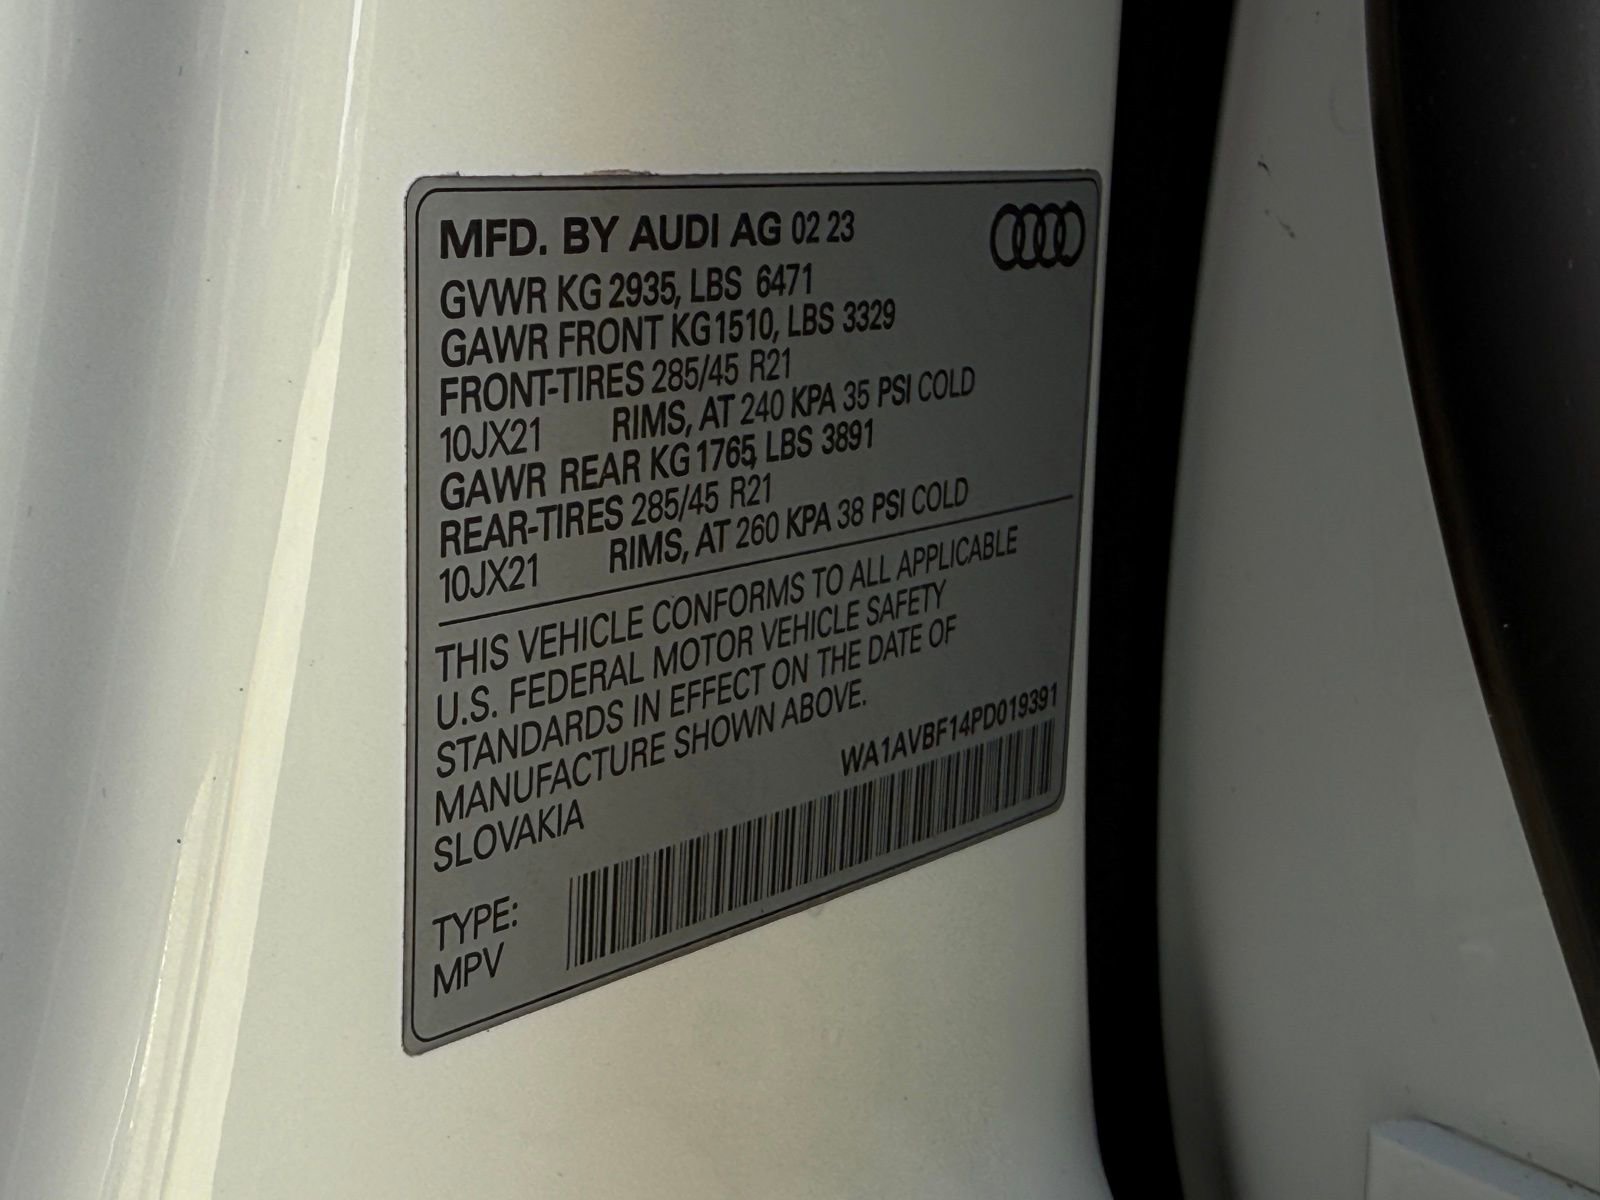 MFD. BY AUDI AG 02 23
GVWR KG 2935, LBS 6471
GAWR FRONT KG 1510, LBS 3329
FRONT-TIRES 285/45 R21
10JX21 RIMS, AT 240 KPA 35 PSI COLD
GAWR REAR KG 1765, LBS 3891
REAR-TIRES 285/45 R21
10JX21 RIMS, AT 260 KPA 38 PSI COLD
THIS VEHICLE CONFORMS TO ALL APPLICABLE
U.S. FEDERAL MOTOR VEHICLE SAFETY
STANDARDS IN EFFECT ON THE DATE OF
MANUFACTURE SHOWN ABOVE.
SLOVAKIA
WA1AVBF14PD019391
TYPE:
MPV